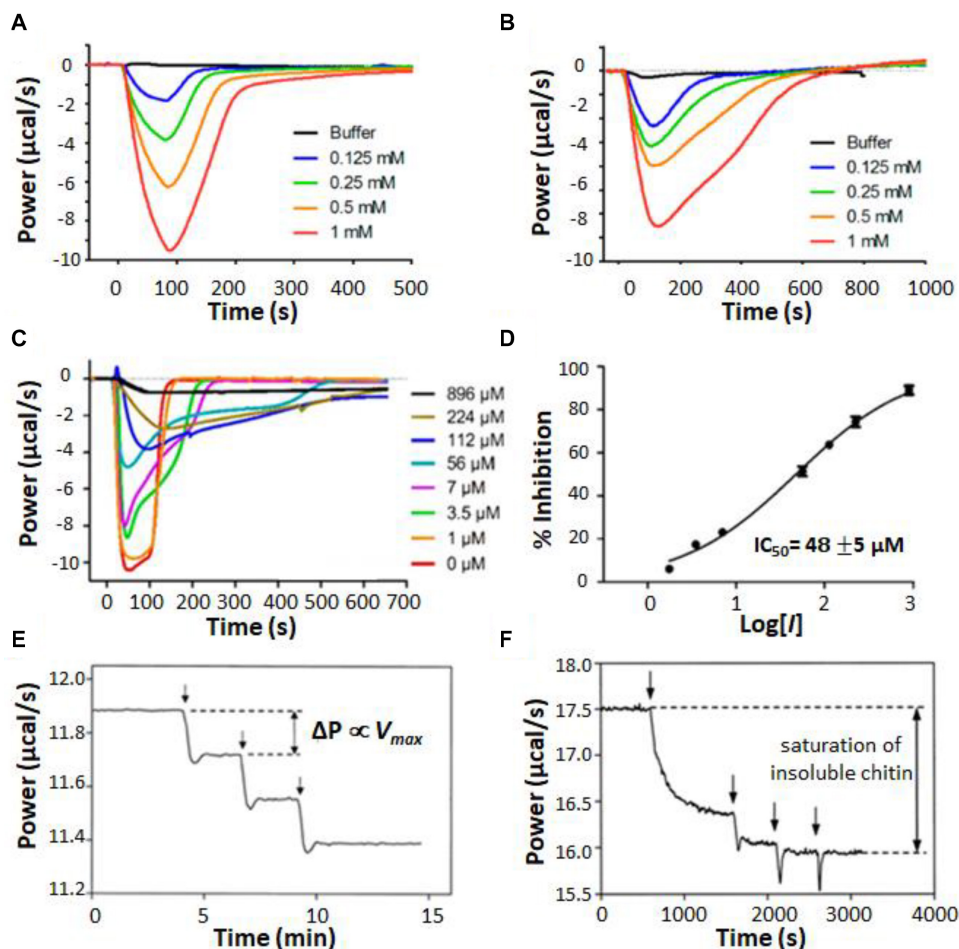 A
Power (µcal/s)
0
-2
-4
-6
-8
-10
Buffer
0.125 mM
0.25 mM
0.5 mM
1 mM
0 100 200 300 400 500
Time (s)
B
Power (µcal/s)
0
-2
-4
-6
-8
-10
Buffer
0.125 mM
0.25 mM
0.5 mM
1 mM
0 200 400 600 800 1000
Time (s)
C
Power (µcal/s)
0
-2
-4
-6
-8
-10
896 µM
224 µM
112 µM
56 µM
7 µM
3.5 µM
1 µM
0 µM
0 100 200 300 400 500 600 700
Time (s)
D
% Inhibition
100
80
60
40
20
0
IC50= 48 ±5 µM
0 1 2 3
Log[I]
E
Power (µcal/s)
12.0
11.8
11.6
11.4
11.2
ΔP ∝ Vmax
0 5 10 15
Time (min)
F
Power (µcal/s)
18.0
17.5
17.0
16.5
16.0
15.5
saturation of
insoluble chitin
0 1000 2000 3000 4000
Time (s)